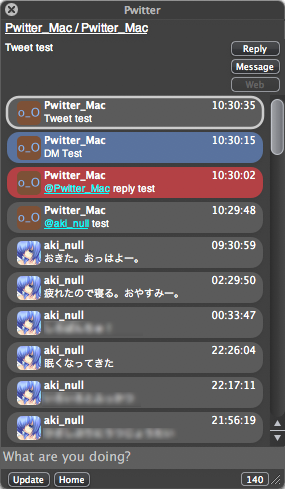 Pwitter
Pwitter_Mac / Pwitter_Mac
Tweet test
Reply
Message
Web
Pwitter_Mac 10:30:35
Tweet test
Pwitter_Mac 10:30:15
DM Test
Pwitter_Mac 10:30:02
@Pwitter_Mac reply test
Pwitter_Mac 10:29:48
@aki_null test
aki_null 09:30:59
おきた。おっはよー。
aki_null 02:29:50
疲れたので寝る。おやすみー。
aki_null 00:33:47
aki_null 22:26:04
眠くなってきた
aki_null 22:17:11
aki_null 21:56:19
What are you doing?
Update Home 140